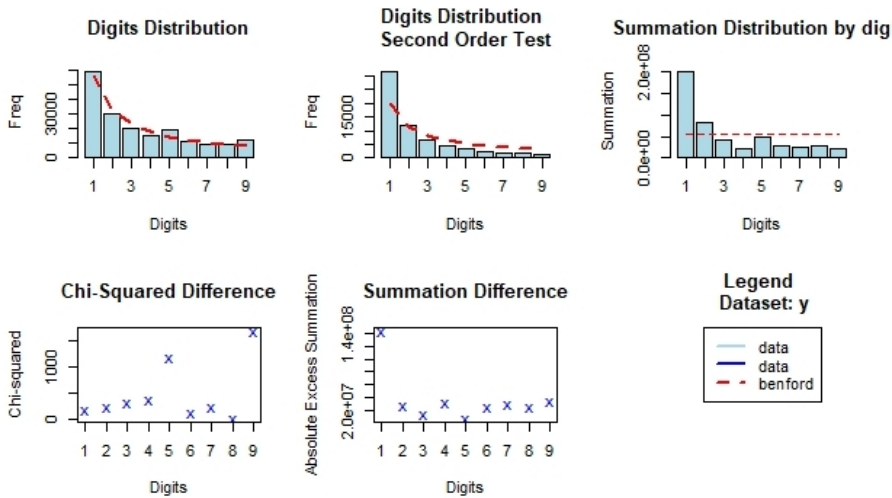 Digits Distribution
Freq
30000
0
1 3 5 7 9
Digits
Digits Distribution
Second Order Test
Freq
15000
0
1 3 5 7 9
Digits
Summation Distribution by dig
Summation
2.0e+08
0.0e+00
1 3 5 7 9
Digits
Chi-Squared Difference
Chi-squared
1000
0
1 2 3 4 5 6 7 8 9
Digits
Summation Difference
Absolute Excess Summation
1.4e+08
2.0e+07
1 2 3 4 5 6 7 8 9
Digits
Legend
Dataset: y
data
data
benford